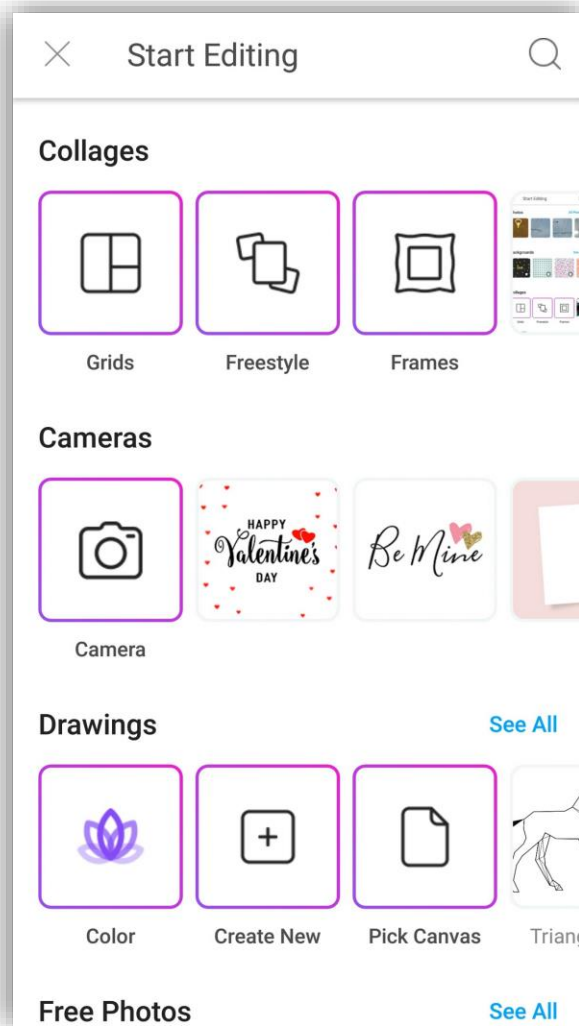 Start Editing
Collages
Grids Freestyle Frames
Cameras
HAPPY
Valentine's
DAY
Be Mine
Camera
Drawings See All
Color Create New Pick Canvas
Free Photos See All